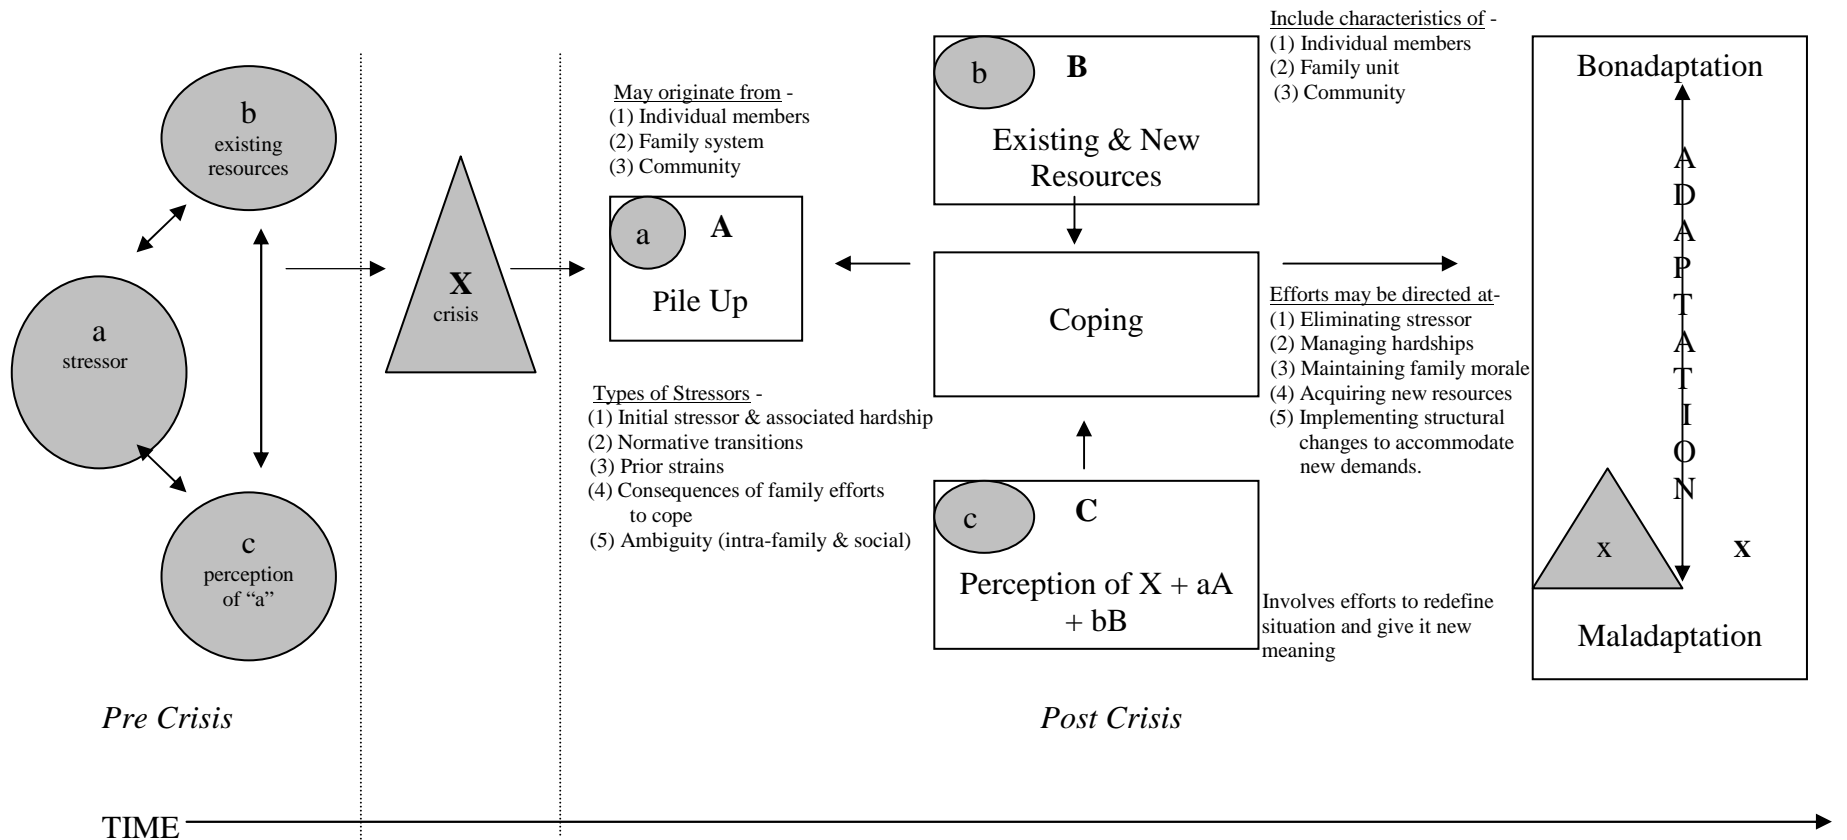 b
existing
resources
a
stressor
c
perception
of “a”
Pre Crisis
X
crisis
May originate from -
(1) Individual members
(2) Family system
(3) Community
a
A
Pile Up
Types of Stressors -
(1) Initial stressor & associated hardship
(2) Normative transitions
(3) Prior strains
(4) Consequences of family efforts
to cope
(5) Ambiguity (intra-family & social)
b
B
Existing & New
Resources
Coping
c
C
Perception of X + aA
+ bB
Post Crisis
Include characteristics of -
(1) Individual members
(2) Family unit
(3) Community
Efforts may be directed at-
(1) Eliminating stressor
(2) Managing hardships
(3) Maintaining family morale
(4) Acquiring new resources
(5) Implementing structural
changes to accommodate
new demands.
Involves efforts to redefine
situation and give it new
meaning
Bonadaptation
ADAPTATION
x
x
Maladaptation
TIME